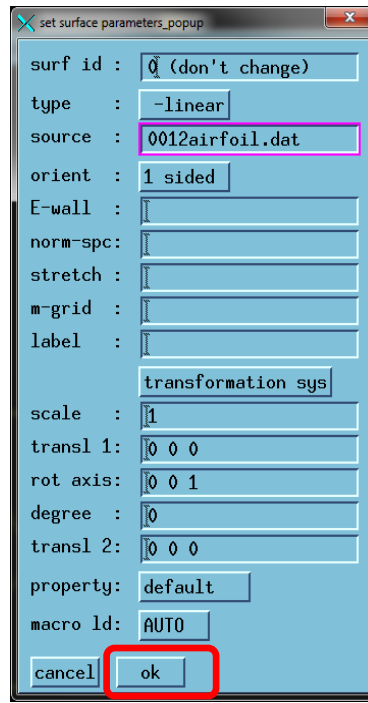 set surface parameters_popup
surf id : 0 (don't change)
type : -linear
source : 0012airfoil.dat
orient : 1 sided
E-wall :
norm-spc:
stretch :
m-grid :
label :
transformation sys
scale : 1
transl 1: 0 0 0
rot axis: 0 0 1
degree : 0
transl 2: 0 0 0
property: default
macro ld: AUTO
cancel ok